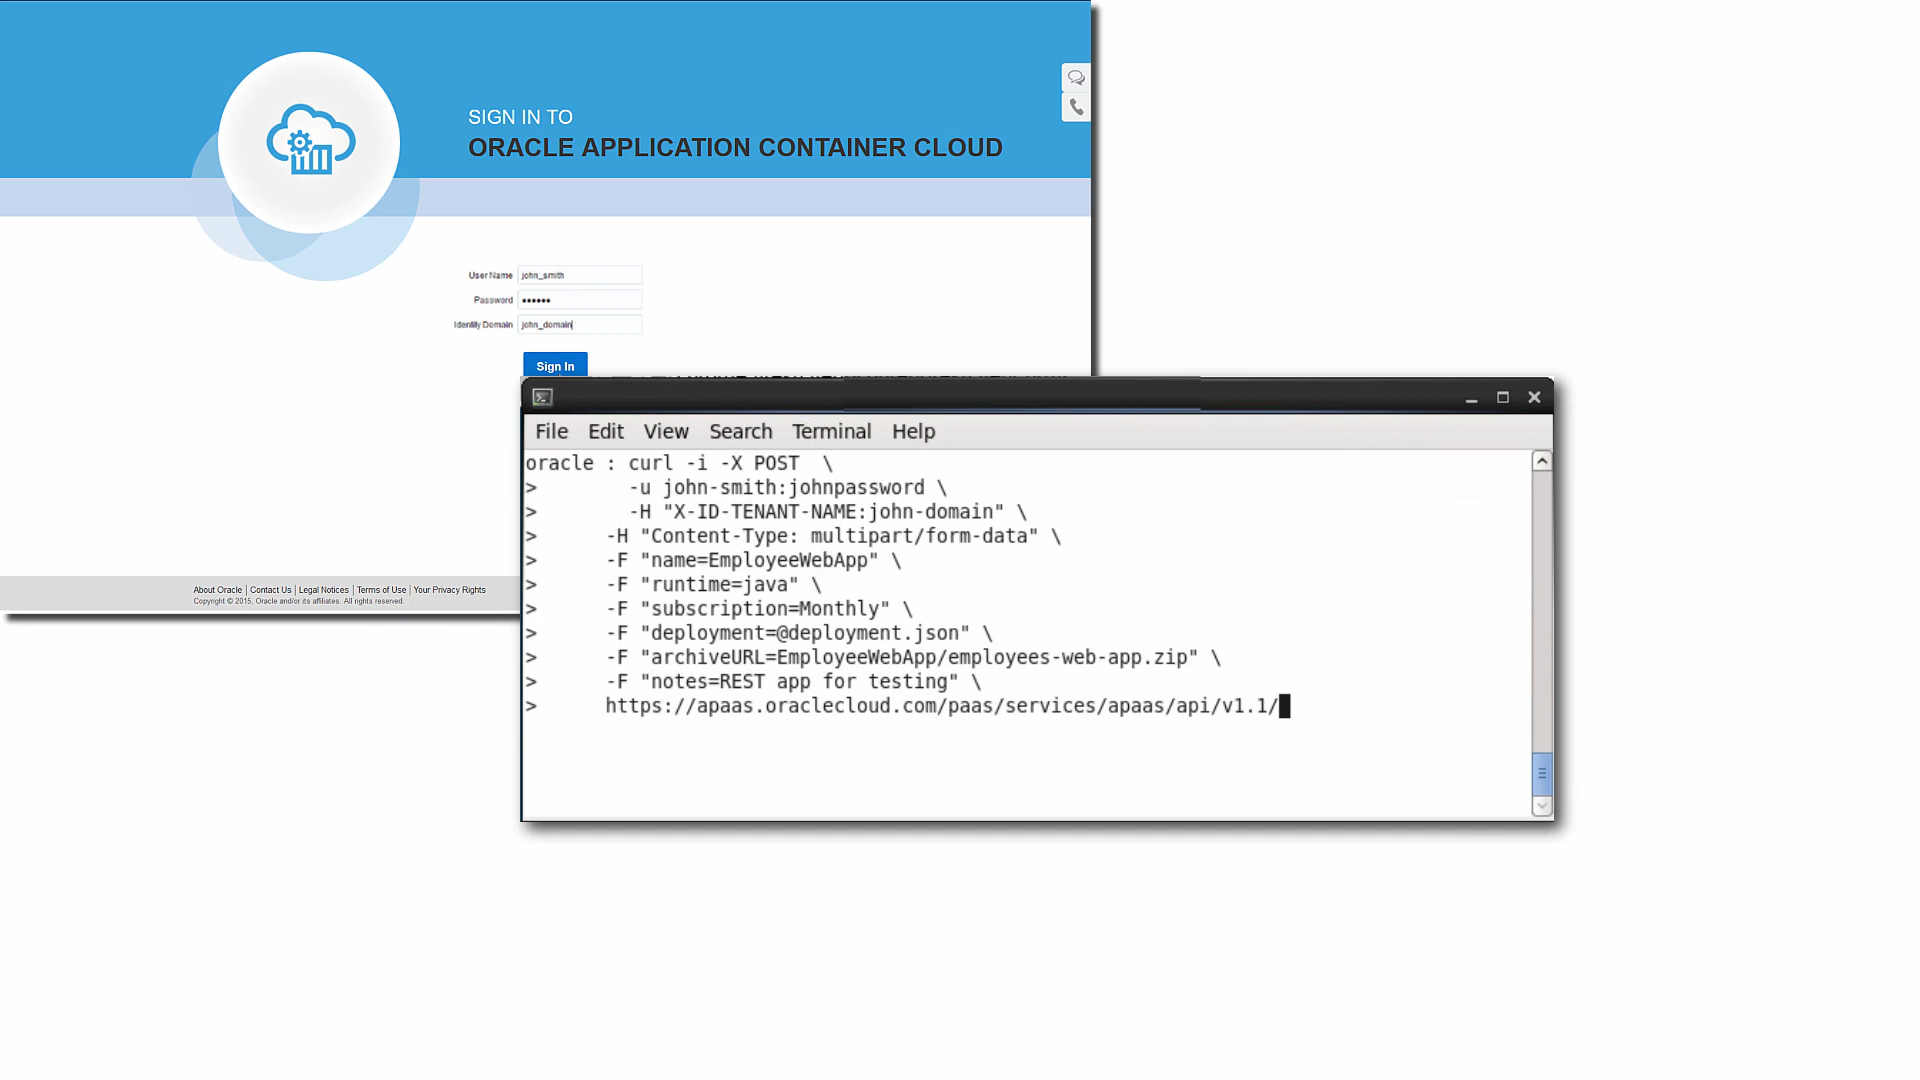 SIGN IN TO
ORACLE APPLICATION CONTAINER CLOUD
User Name john_smith
Password ••••••
Identity Domain john_domain
Sign In
File Edit View Search Terminal Help
oracle : curl -i -X POST  \
>        -u john-smith:johnpassword \
>        -H "X-ID-TENANT-NAME:john-domain" \
>      -H "Content-Type: multipart/form-data" \
>      -F "name=EmployeeWebApp" \
>      -F "runtime=java" \
>      -F "subscription=Monthly" \
>      -F "deployment=@deployment.json" \
>      -F "archiveURL=EmployeeWebApp/employees-web-app.zip" \
>      -F "notes=REST app for testing" \
>      https://apaas.oraclecloud.com/paas/services/apaas/api/v1.1/
About Oracle | Contact Us | Legal Notices | Terms of Use | Your Privacy Rights
Copyright © 2015, Oracle and/or its affiliates. All rights reserved.